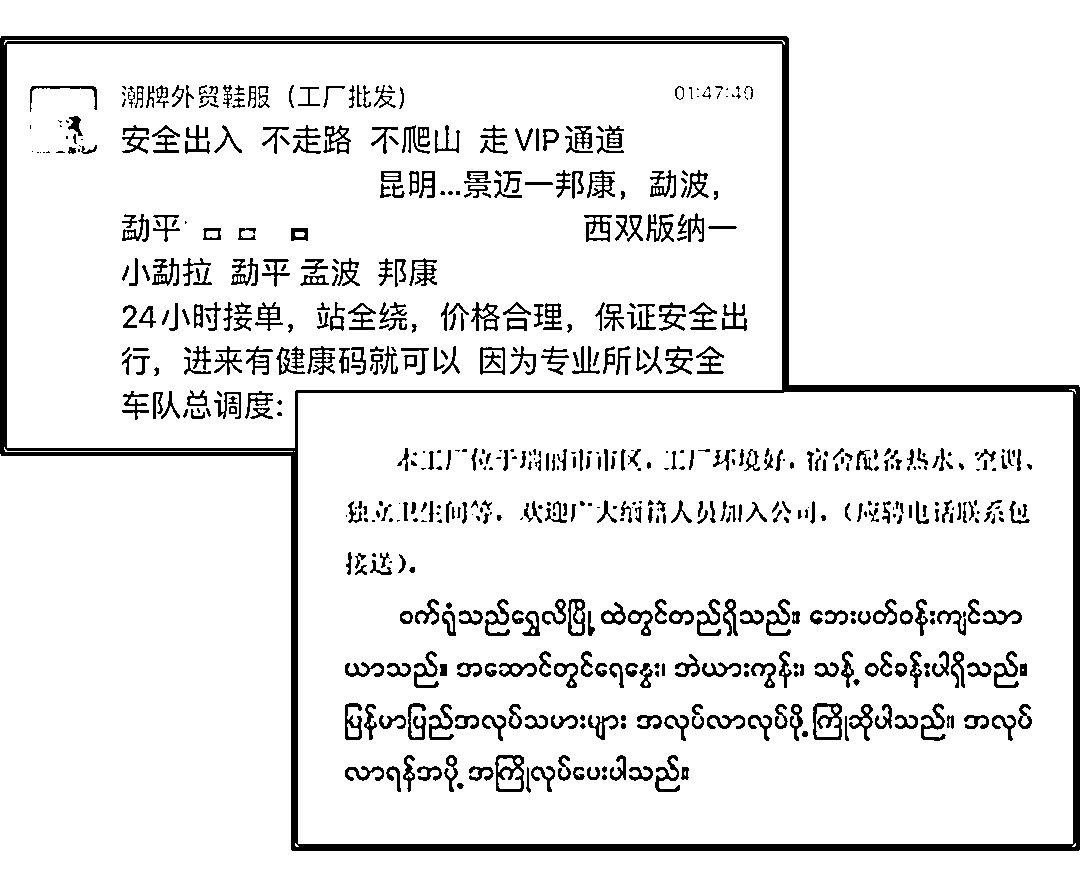 潮牌外贸鞋服（工厂批发）
01:47:40
安全出入 不走路 不爬山 走VIP通道
昆明...景迈一邦康，勐波，
勐平 西双版纳一
小勐拉 勐平 孟波 邦康
24小时接单，站全绕，价格合理，保证安全出
行，进来有健康码就可以 因为专业所以安全
车队总调度:
本工厂位于瑞丽市市区，工厂环境好，宿舍配备热水、空调、
独立卫生间等，欢迎广大缅籍人员加入公司，（应聘电话联系包
接送）.
ဝက်ရုံသည်ရွှေလီမြို့ ထဲတွင်တည်ရှိသည်။ ဘေးပတ်ဝန်းကျင်သာ
ယာသည်။ အဆောင်တွင်ရေနွေး၊ အဲယားကွန်း၊ သန့် ဝင်ခန်းပါရှိသည်။
မြန်မာပြည်အလုပ်သမားများ အလုပ်လာလုပ်ဖို့ ကြိုဆိုပါသည်။ အလုပ်
လာရန်အပို့ အကြိုလုပ်ပေးပါသည်။